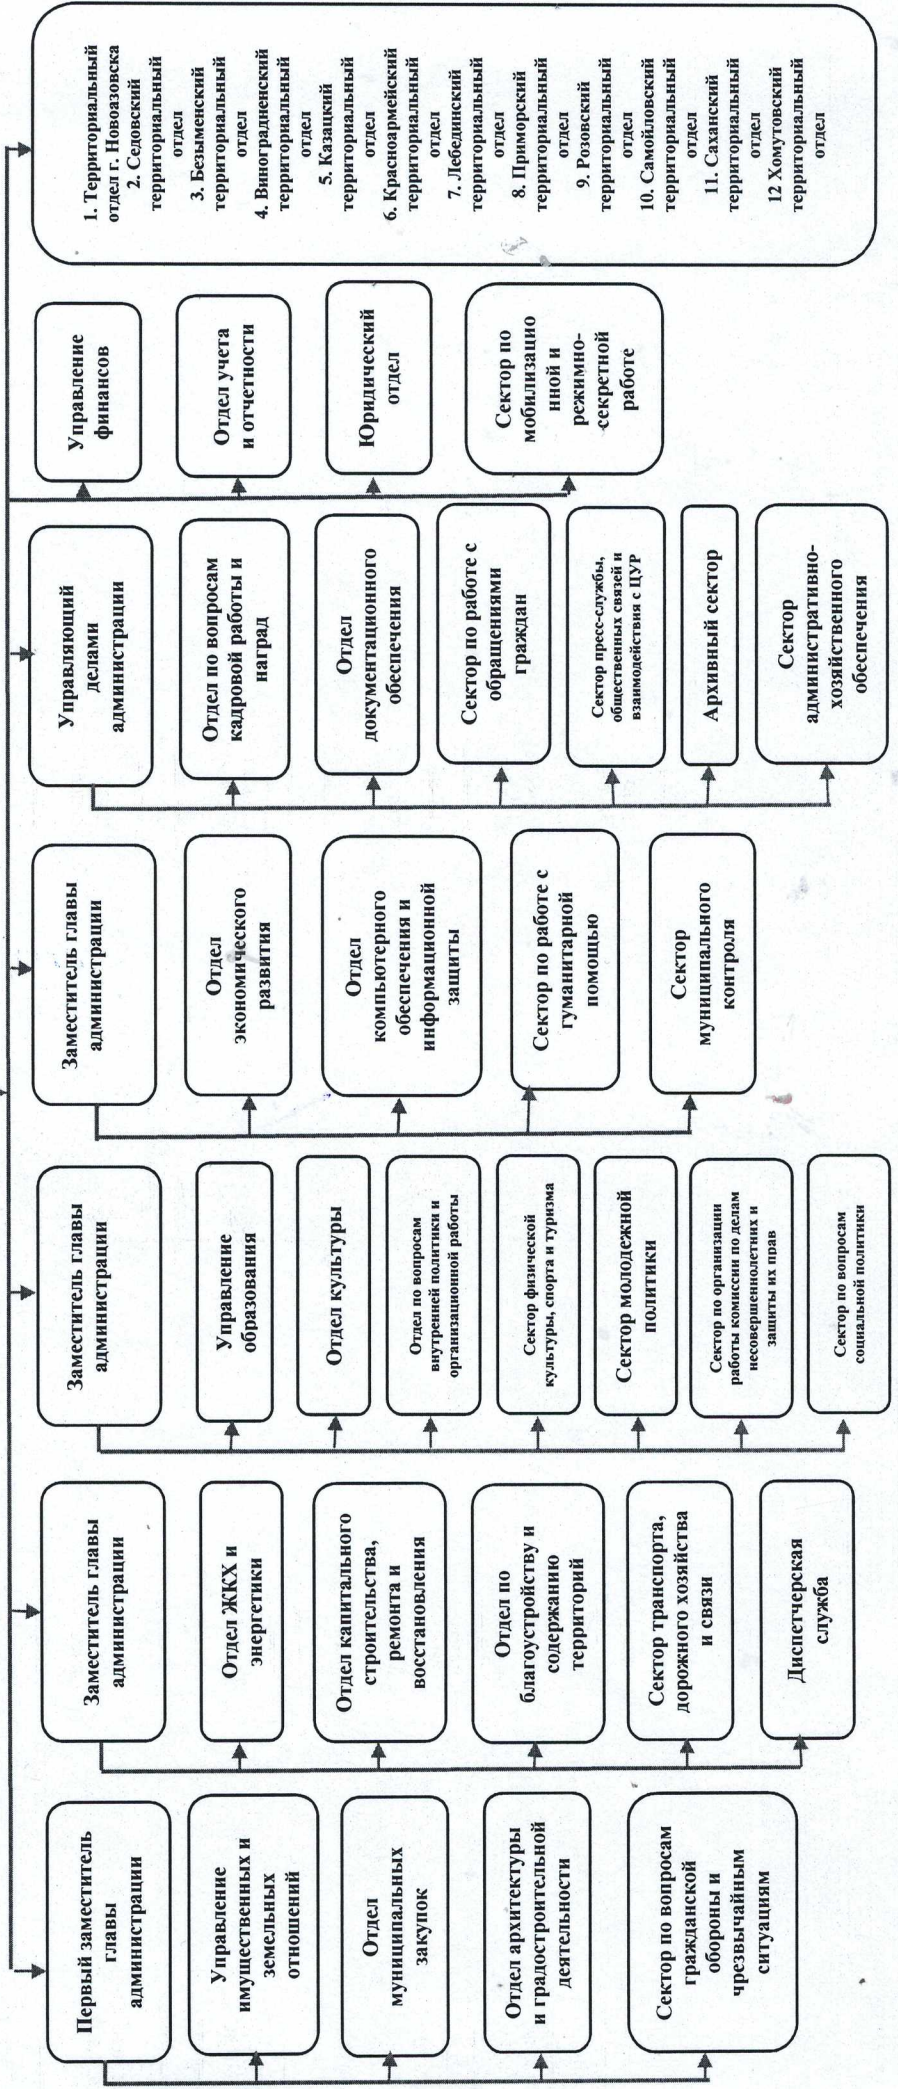 Первый заместитель
главы
администрации
Управление
имущественных и
земельных
отношений
Отдел
муниципальных
закупок
Отдел архитектуры
и градостроительной
деятельности
Сектор по вопросам
гражданской
обороны и
чрезвычайным
ситуациям
Заместитель главы
администрации
Отдел ЖКХ и
энергетики
Отдел капитального
строительства,
ремонта и
восстановления
Отдел по
благоустройству и
содержанию
территорий
Сектор транспорта,
дорожного хозяйства
и связи
Диспетчерская
служба
Заместитель главы
администрации
Управление
образования
Отдел культуры
Отдел по вопросам
внутренней политики и
организационной работы
Сектор физической
культуры, спорта и туризма
Сектор молодежной
политики
Сектор по организации
работы комиссии по делам
несовершеннолетних и
защиты их прав
Сектор по вопросам
социальной политики
Заместитель главы
администрации
Отдел
экономического
развития
Отдел
компьютерного
обеспечения и
информационной
защиты
Сектор по работе с
гуманитарной
помощью
Сектор
муниципального
контроля
Управляющий
делами
администрации
Отдел по вопросам
кадровой работы и
наград
Отдел
документационного
обеспечения
Сектор по работе с
обращениями
граждан
Сектор пресс-службы,
общественных связей и
взаимодействия с ЦУР
Архивный сектор
Сектор
административно-
хозяйственного
обеспечения
Управление
финансов
Отдел учета
и отчетности
Юридический
отдел
Сектор по
мобилизацио
нной и
режимно-
секретной
работе
1. Территориальный
отдел г. Новоазовска
2. Седовский
территориальный
отдел
3. Безыменский
территориальный
отдел
4. Виноградненский
территориальный
отдел
5. Казацкий
территориальный
отдел
6. Красноармейский
территориальный
отдел
7. Лебединский
территориальный
отдел
8. Приморский
территориальный
отдел
9. Розовский
территориальный
отдел
10. Самойловский
территориальный
отдел
11. Саханский
территориальный
отдел
12 Хомутовский
территориальный
отдел